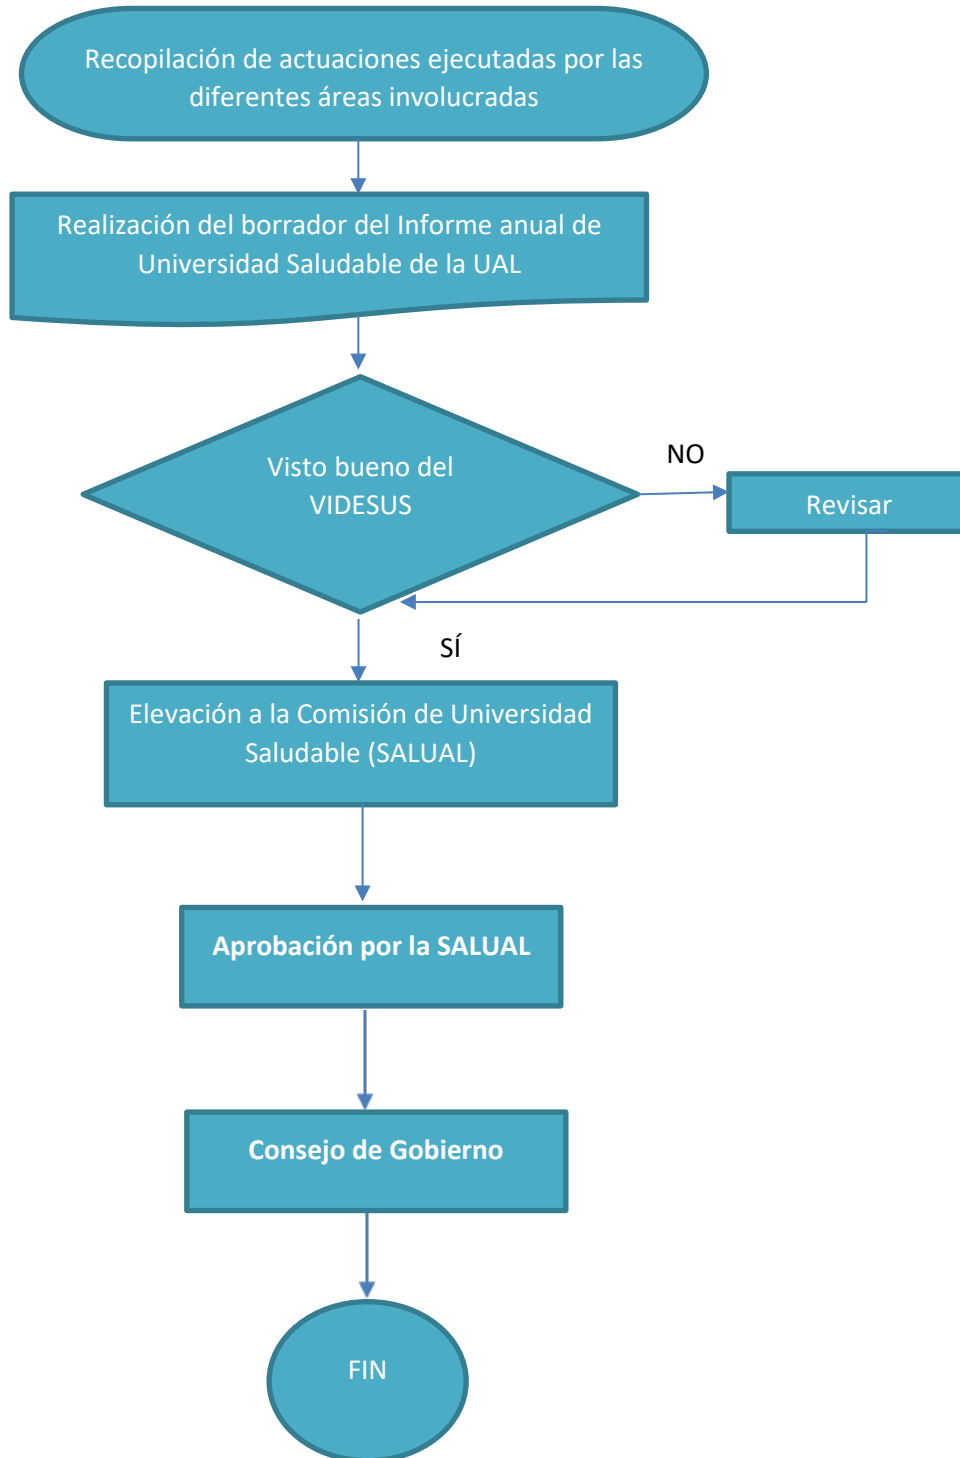 Recopilación de actuaciones ejecutadas por las
diferentes áreas involucradas
Realización del borrador del Informe anual de
Universidad Saludable de la UAL
Visto bueno del
VIDESUS
NO
Revisar
SÍ
Elevación a la Comisión de Universidad
Saludable (SALUAL)
Aprobación por la SALUAL
Consejo de Gobierno
FIN